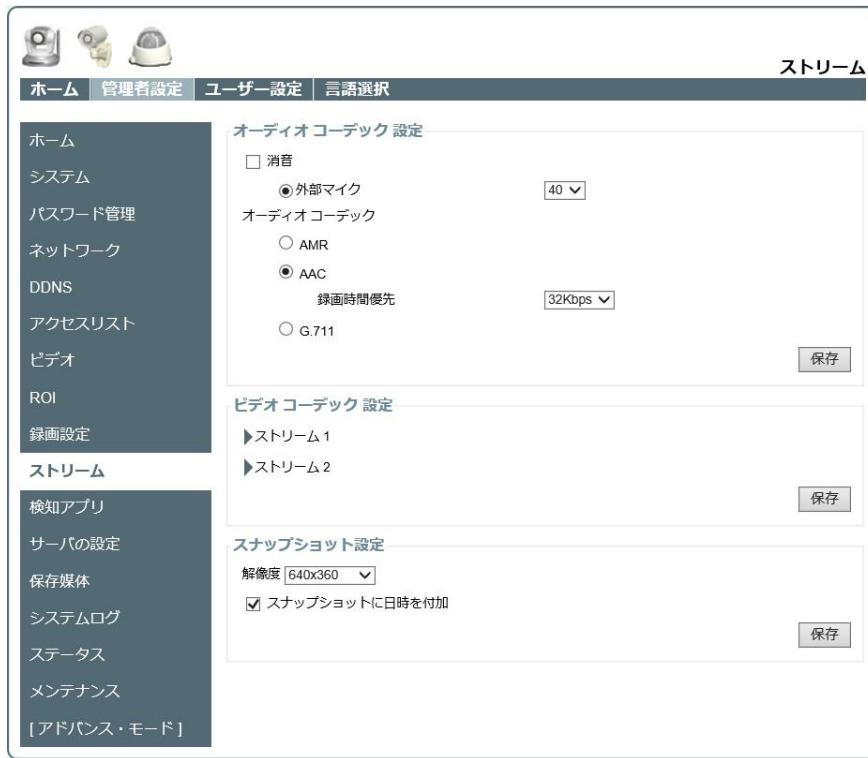 ストリーム
ホーム 管理者設定 ユーザー設定 言語選択
ホーム
システム
パスワード管理
ネットワーク
DDNS
アクセスリスト
ビデオ
ROI
録画設定
ストリーム
検知アプリ
サーバの設定
保存媒体
システムログ
ステータス
メンテナンス
[アドバンス・モード]
オーディオ コーデック 設定
消音
外部マイク 40
オーディオ コーデック
AMR
AAC
録画時間優先 32Kbps
G.711
保存
ビデオ コーデック 設定
ストリーム 1
ストリーム 2
保存
スナップショット設定
解像度 640x360
スナップショットに日時を付加
保存